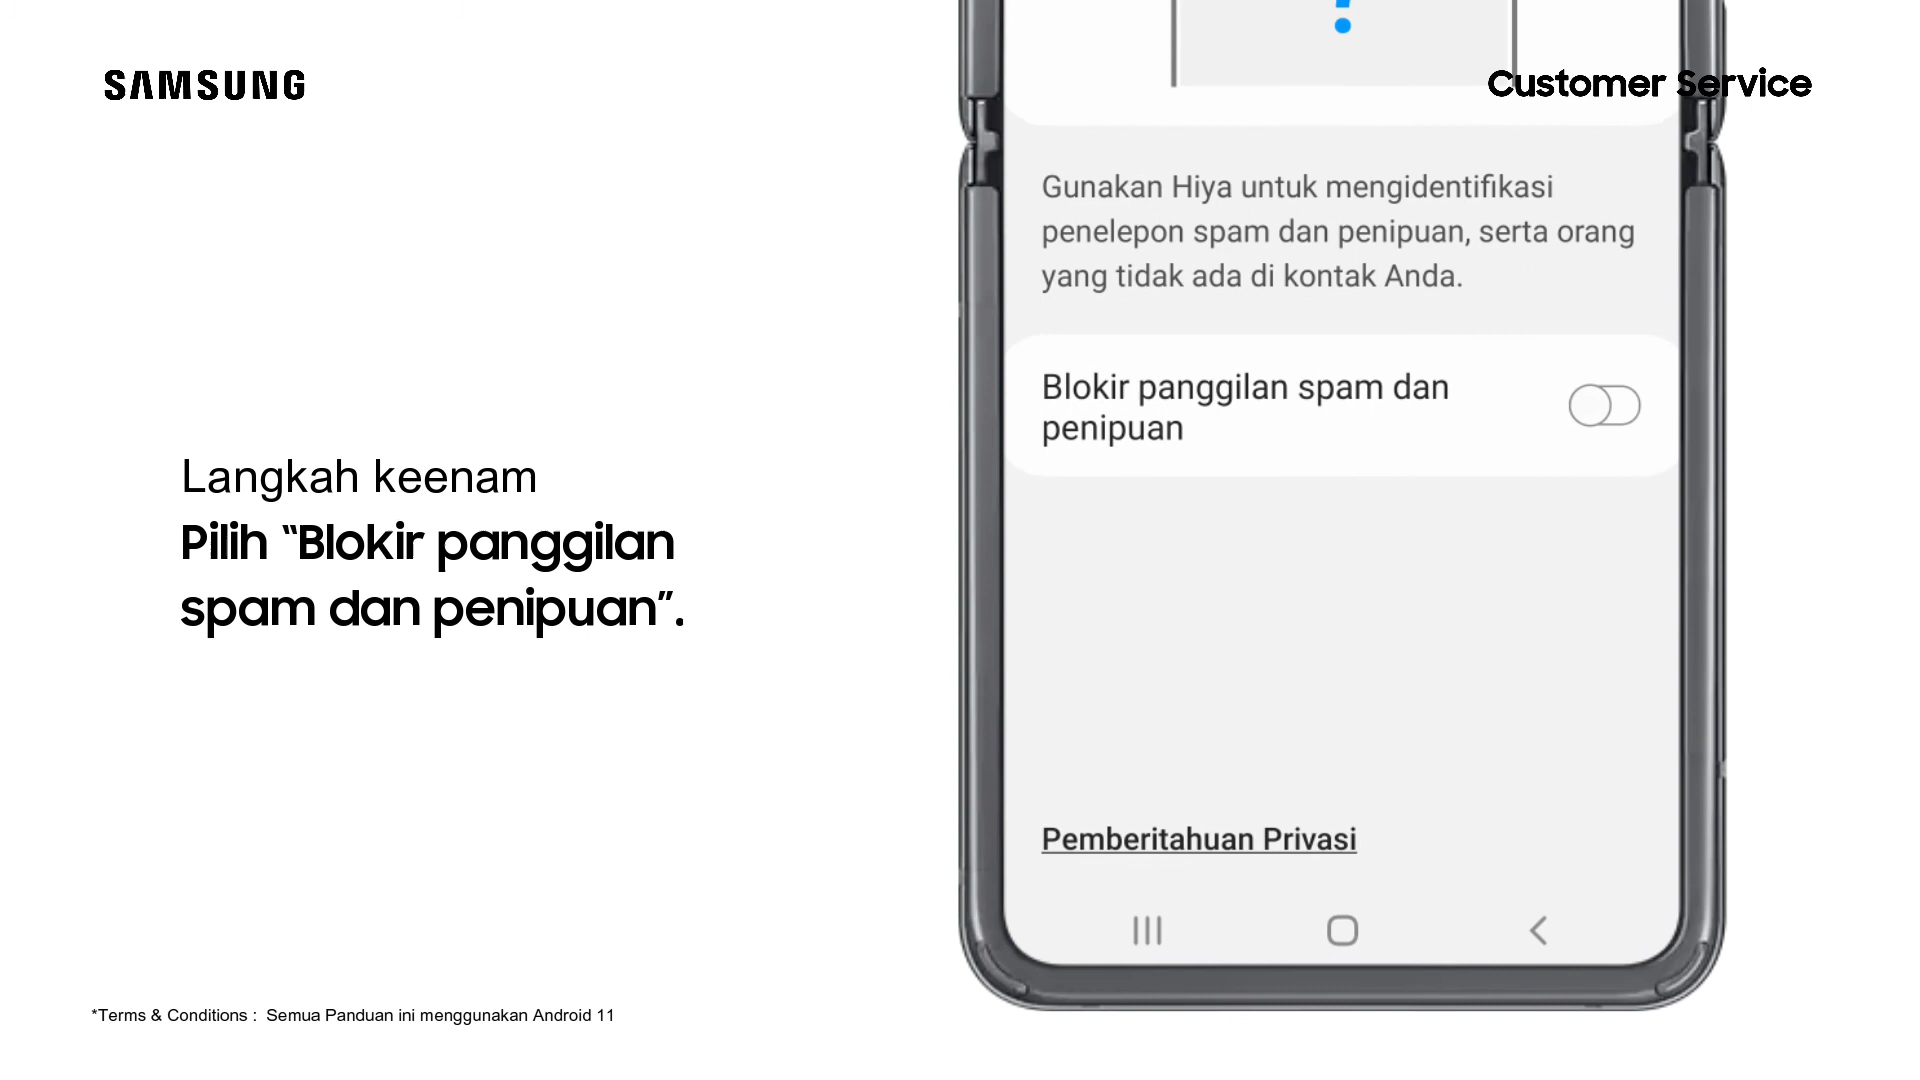 SAMSUNG
Customer Service
?
Gunakan Hiya untuk mengidentifikasi
penelepon spam dan penipuan, serta orang
yang tidak ada di kontak Anda.
Blokir panggilan spam dan
penipuan
Langkah keenam
Pilih “Blokir panggilan
spam dan penipuan”.
Pemberitahuan Privasi
*Terms & Conditions : Semua Panduan ini menggunakan Android 11